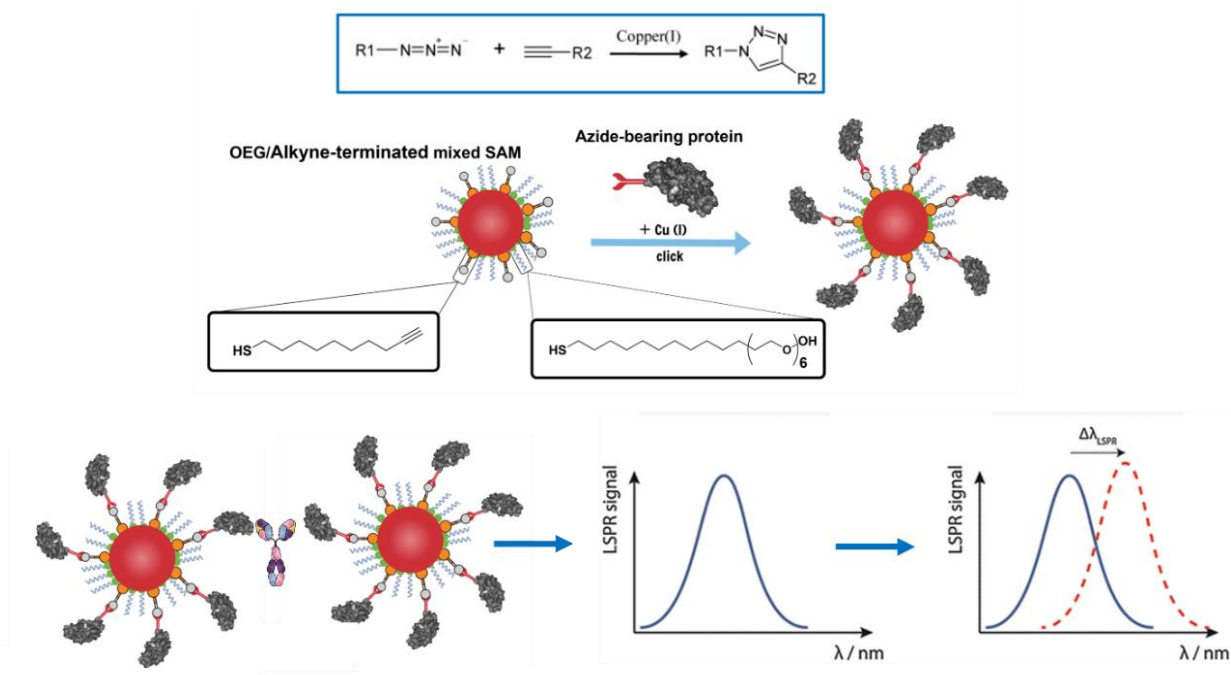 R1—N=N=N
+
≡—R2
Copper(I)
R1—N
N=N
R2
OEG/Alkyne-terminated mixed SAM
Azide-bearing protein
+ Cu (I)
click
HS
HS
O
OH
6
LSPR signal
λ / nm
LSPR signal
ΔλLSPR
λ / nm